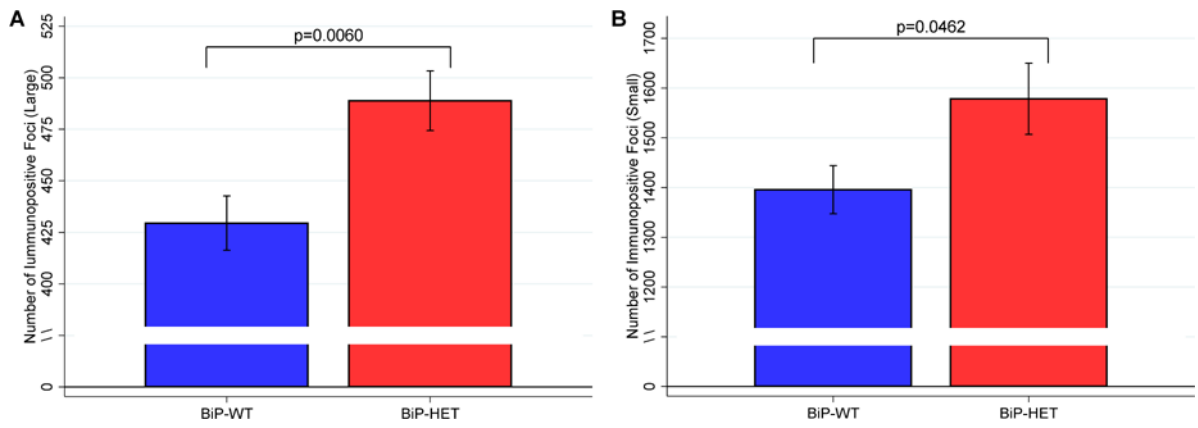 A
Number of Iummunopositive Foci (Large)
525
500
475
450
425
400
\\
0
p=0.0060
BiP-WT
BiP-HET
B
Number of Immunopositive Foci (Small)
1700
1600
1500
1400
1300
1200
\\
0
p=0.0462
BiP-WT
BiP-HET